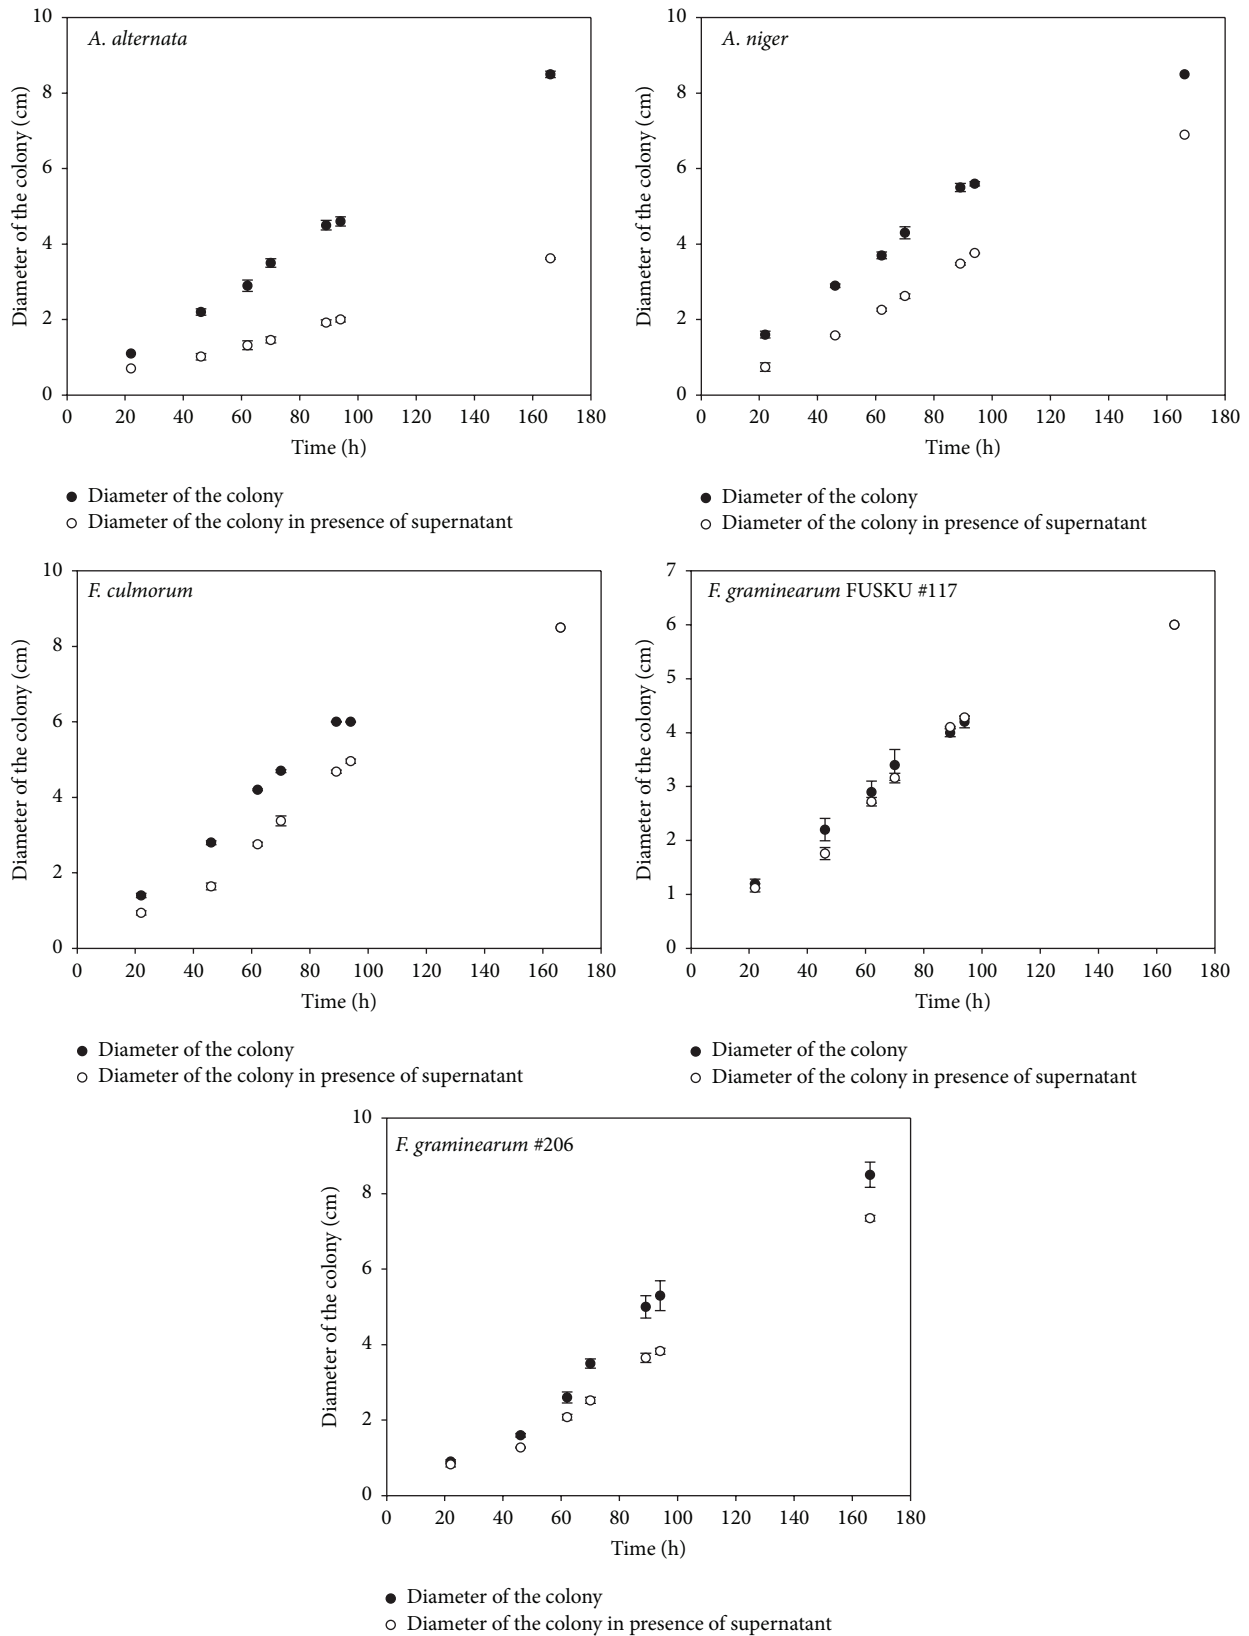 A. alternata
Diameter of the colony (cm)
10
8
6
4
2
0
0 20 40 60 80 100 120 140 160 180
Time (h)
Diameter of the colony
Diameter of the colony in presence of supernatant
A. niger
Diameter of the colony (cm)
10
8
6
4
2
0
0 20 40 60 80 100 120 140 160 180
Time (h)
Diameter of the colony
Diameter of the colony in presence of supernatant
F. culmorum
Diameter of the colony (cm)
10
8
6
4
2
0
0 20 40 60 80 100 120 140 160 180
Time (h)
Diameter of the colony
Diameter of the colony in presence of supernatant
F. graminearum FUSKU #117
Diameter of the colony (cm)
7
6
5
4
3
2
1
0
0 20 40 60 80 100 120 140 160 180
Time (h)
Diameter of the colony
Diameter of the colony in presence of supernatant
F. graminearum #206
Diameter of the colony (cm)
10
8
6
4
2
0
0 20 40 60 80 100 120 140 160 180
Time (h)
Diameter of the colony
Diameter of the colony in presence of supernatant